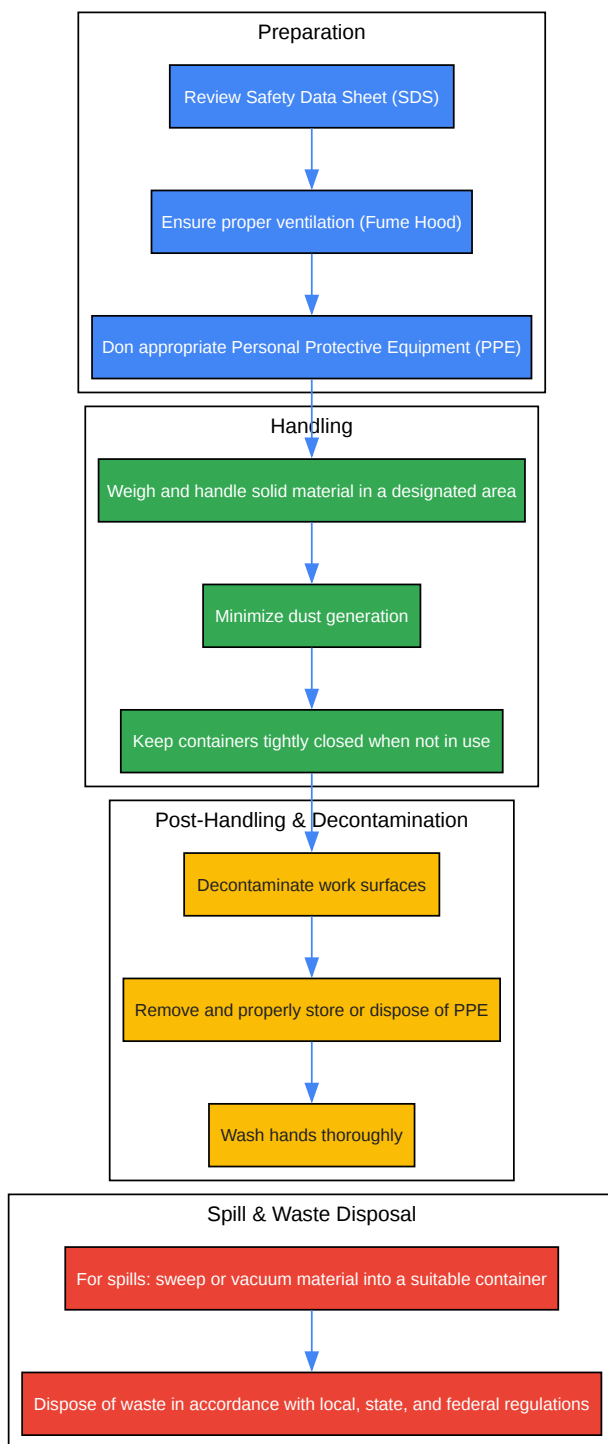 Preparation
Review Safety Data Sheet (SDS)
Ensure proper ventilation (Fume Hood)
Don appropriate Personal Protective Equipment (PPE)
Handling
Weigh and handle solid material in a designated area
Minimize dust generation
Keep containers tightly closed when not in use
Post-Handling & Decontamination
Decontaminate work surfaces
Remove and properly store or dispose of PPE
Wash hands thoroughly
Spill & Waste Disposal
For spills: sweep or vacuum material into a suitable container
Dispose of waste in accordance with local, state, and federal regulations